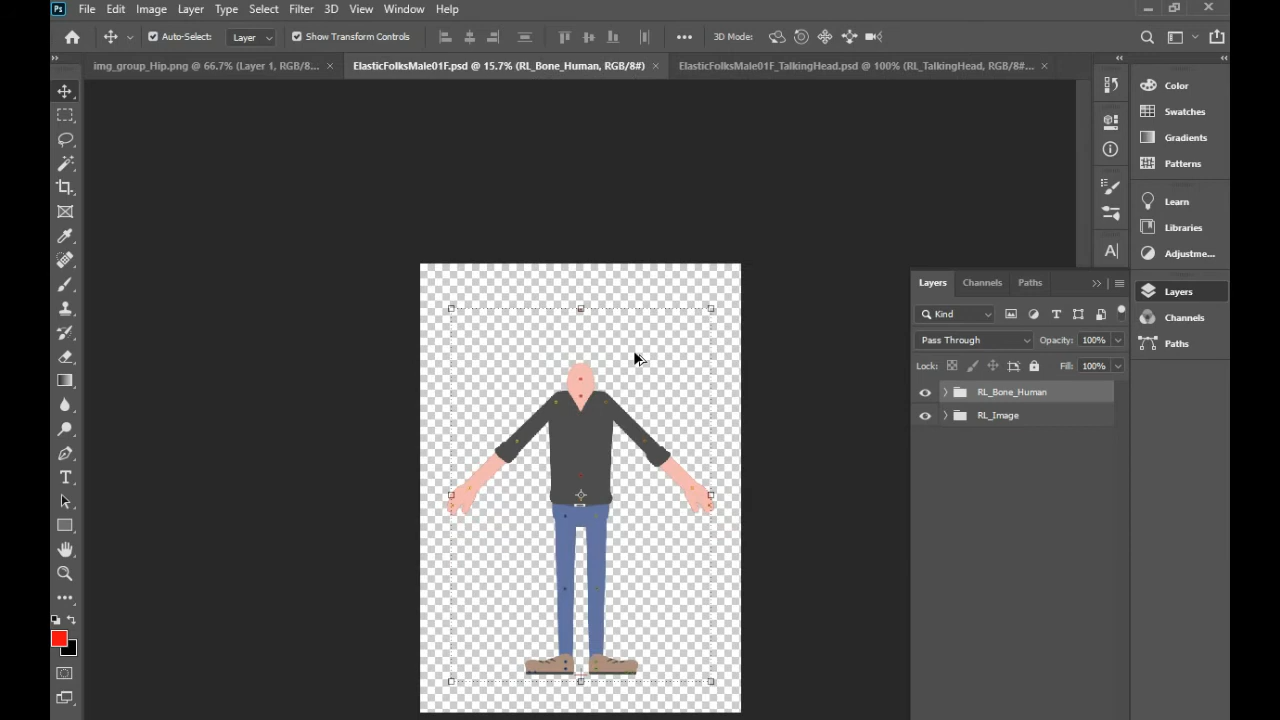 Ps File Edit Image Layer Type Select Filter 3D View Window Help
Auto-Select: Layer Show Transform Controls 3D Mode:
img_group_Hip.png @ 66.7% (Layer 1, RGB/8... ElasticFolksMale01F.psd @ 15.7% (RL_Bone_Human, RGB/8#) ElasticFolksMale01F_TalkingHead.psd @ 100% (RL_TalkingHead, RGB/8#...
Color
Swatches
Gradients
Patterns
Learn
Libraries
Adjustme...
Layers
Channels
Paths
Layers Channels Paths
Kind
Pass Through Opacity: 100%
Lock: Fill: 100%
RL_Bone_Human
RL_Image